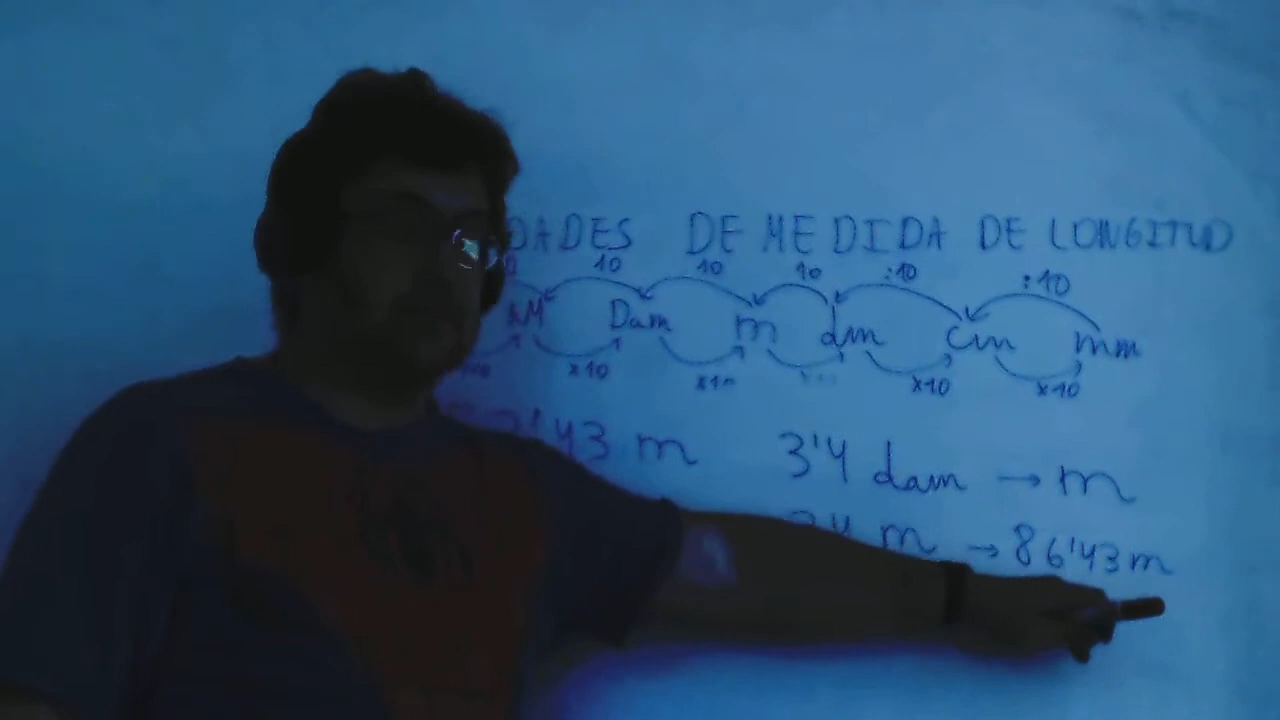 DADES DE MEDIDA DE LONGITUD
10 10 10 :10 :10
Dam m dm cm mm
x10 x10 x10 x10
43 m 3'4 dam → m
m → 86'43 m